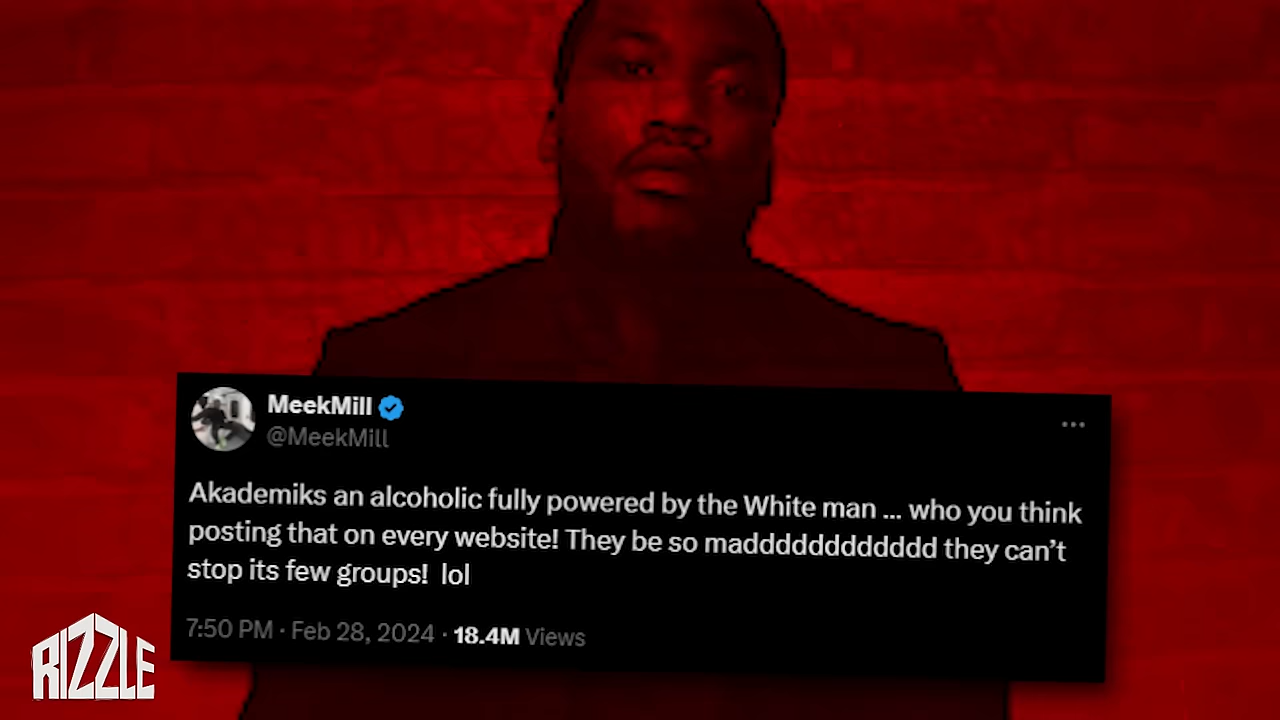 MeekMill
@MeekMill
Akademiks an alcoholic fully powered by the White man ... who you think
posting that on every website! They be so madddddddddddd they can’t
stop its few groups!  lol
7:50 PM · Feb 28, 2024 · 18.4M Views
RIZZLE